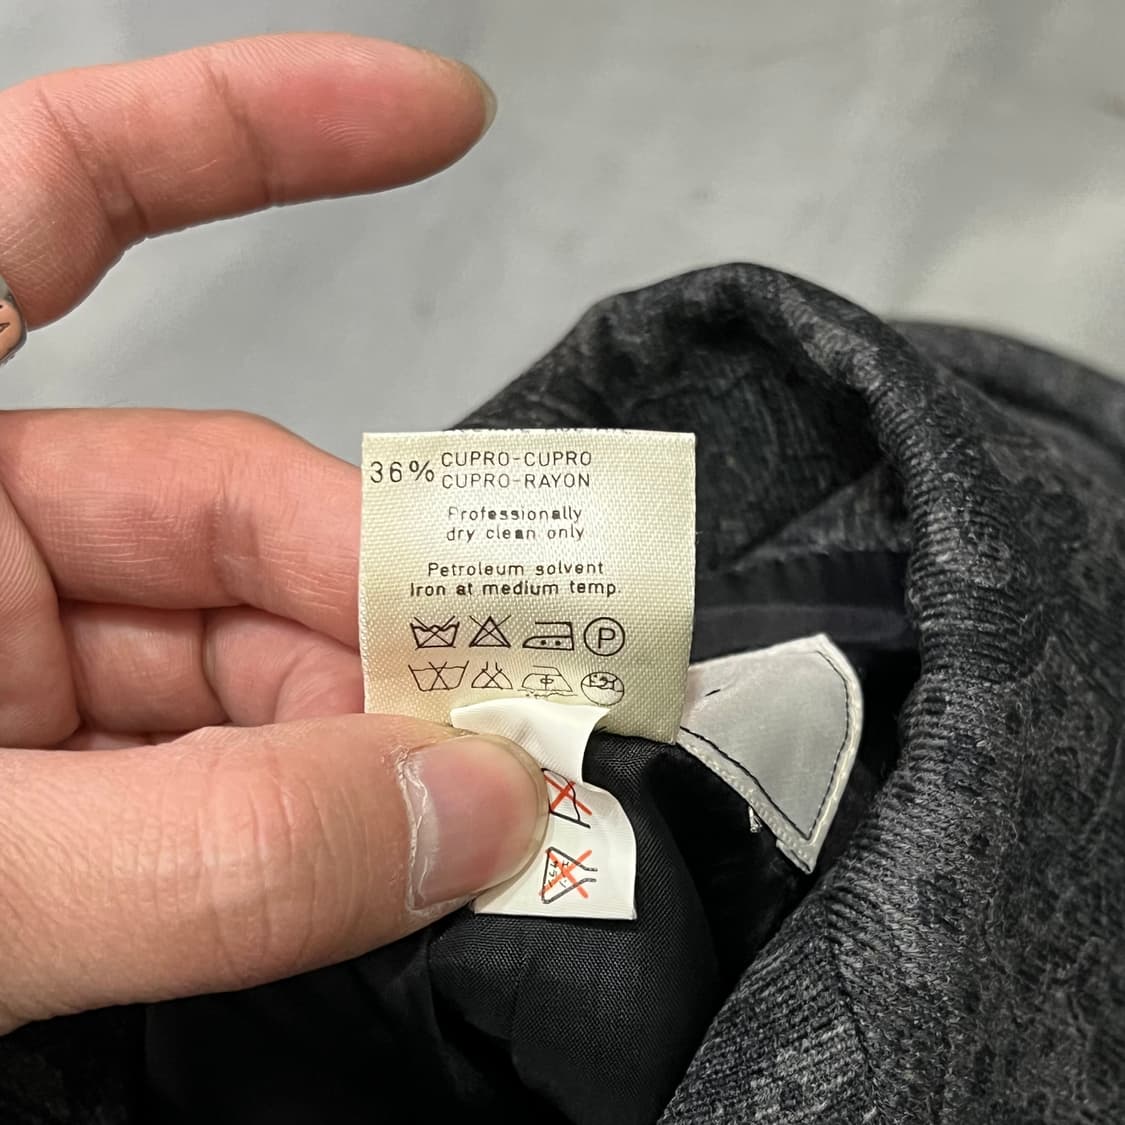 36% CUPRO-CUPRO
CUPRO-RAYON
Professionally
dry clean only
Petroleum solvent
Iron at medium temp.
P